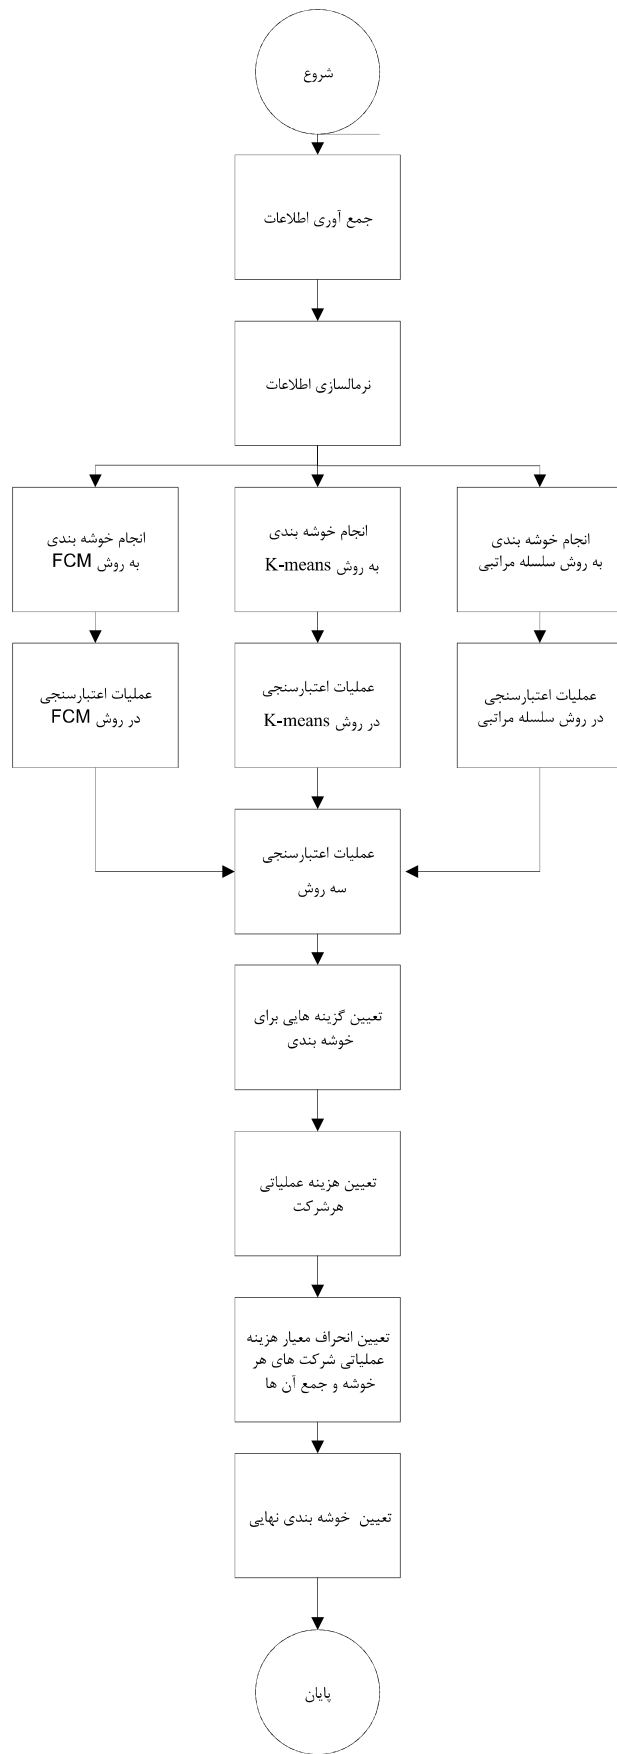 شروع
جمع آوری اطلاعات
نرمالسازی اطلاعات
انجام خوشه بندی
به روش سلسله مراتبی
انجام خوشه بندی
به روش K-means
انجام خوشه بندی
به روش FCM
عملیات اعتبارسنجی
در روش سلسله مراتبی
عملیات اعتبارسنجی
در روش K-means
عملیات اعتبارسنجی
در روش FCM
عملیات اعتبارسنجی
سه روش
تعیین گزینه هایی برای
خوشه بندی
تعیین هزینه عملیاتی
هرشرکت
تعیین انحراف معیار هزینه
عملیاتی شرکت های هر
خوشه و جمع آن ها
تعیین خوشه بندی نهایی
پایان